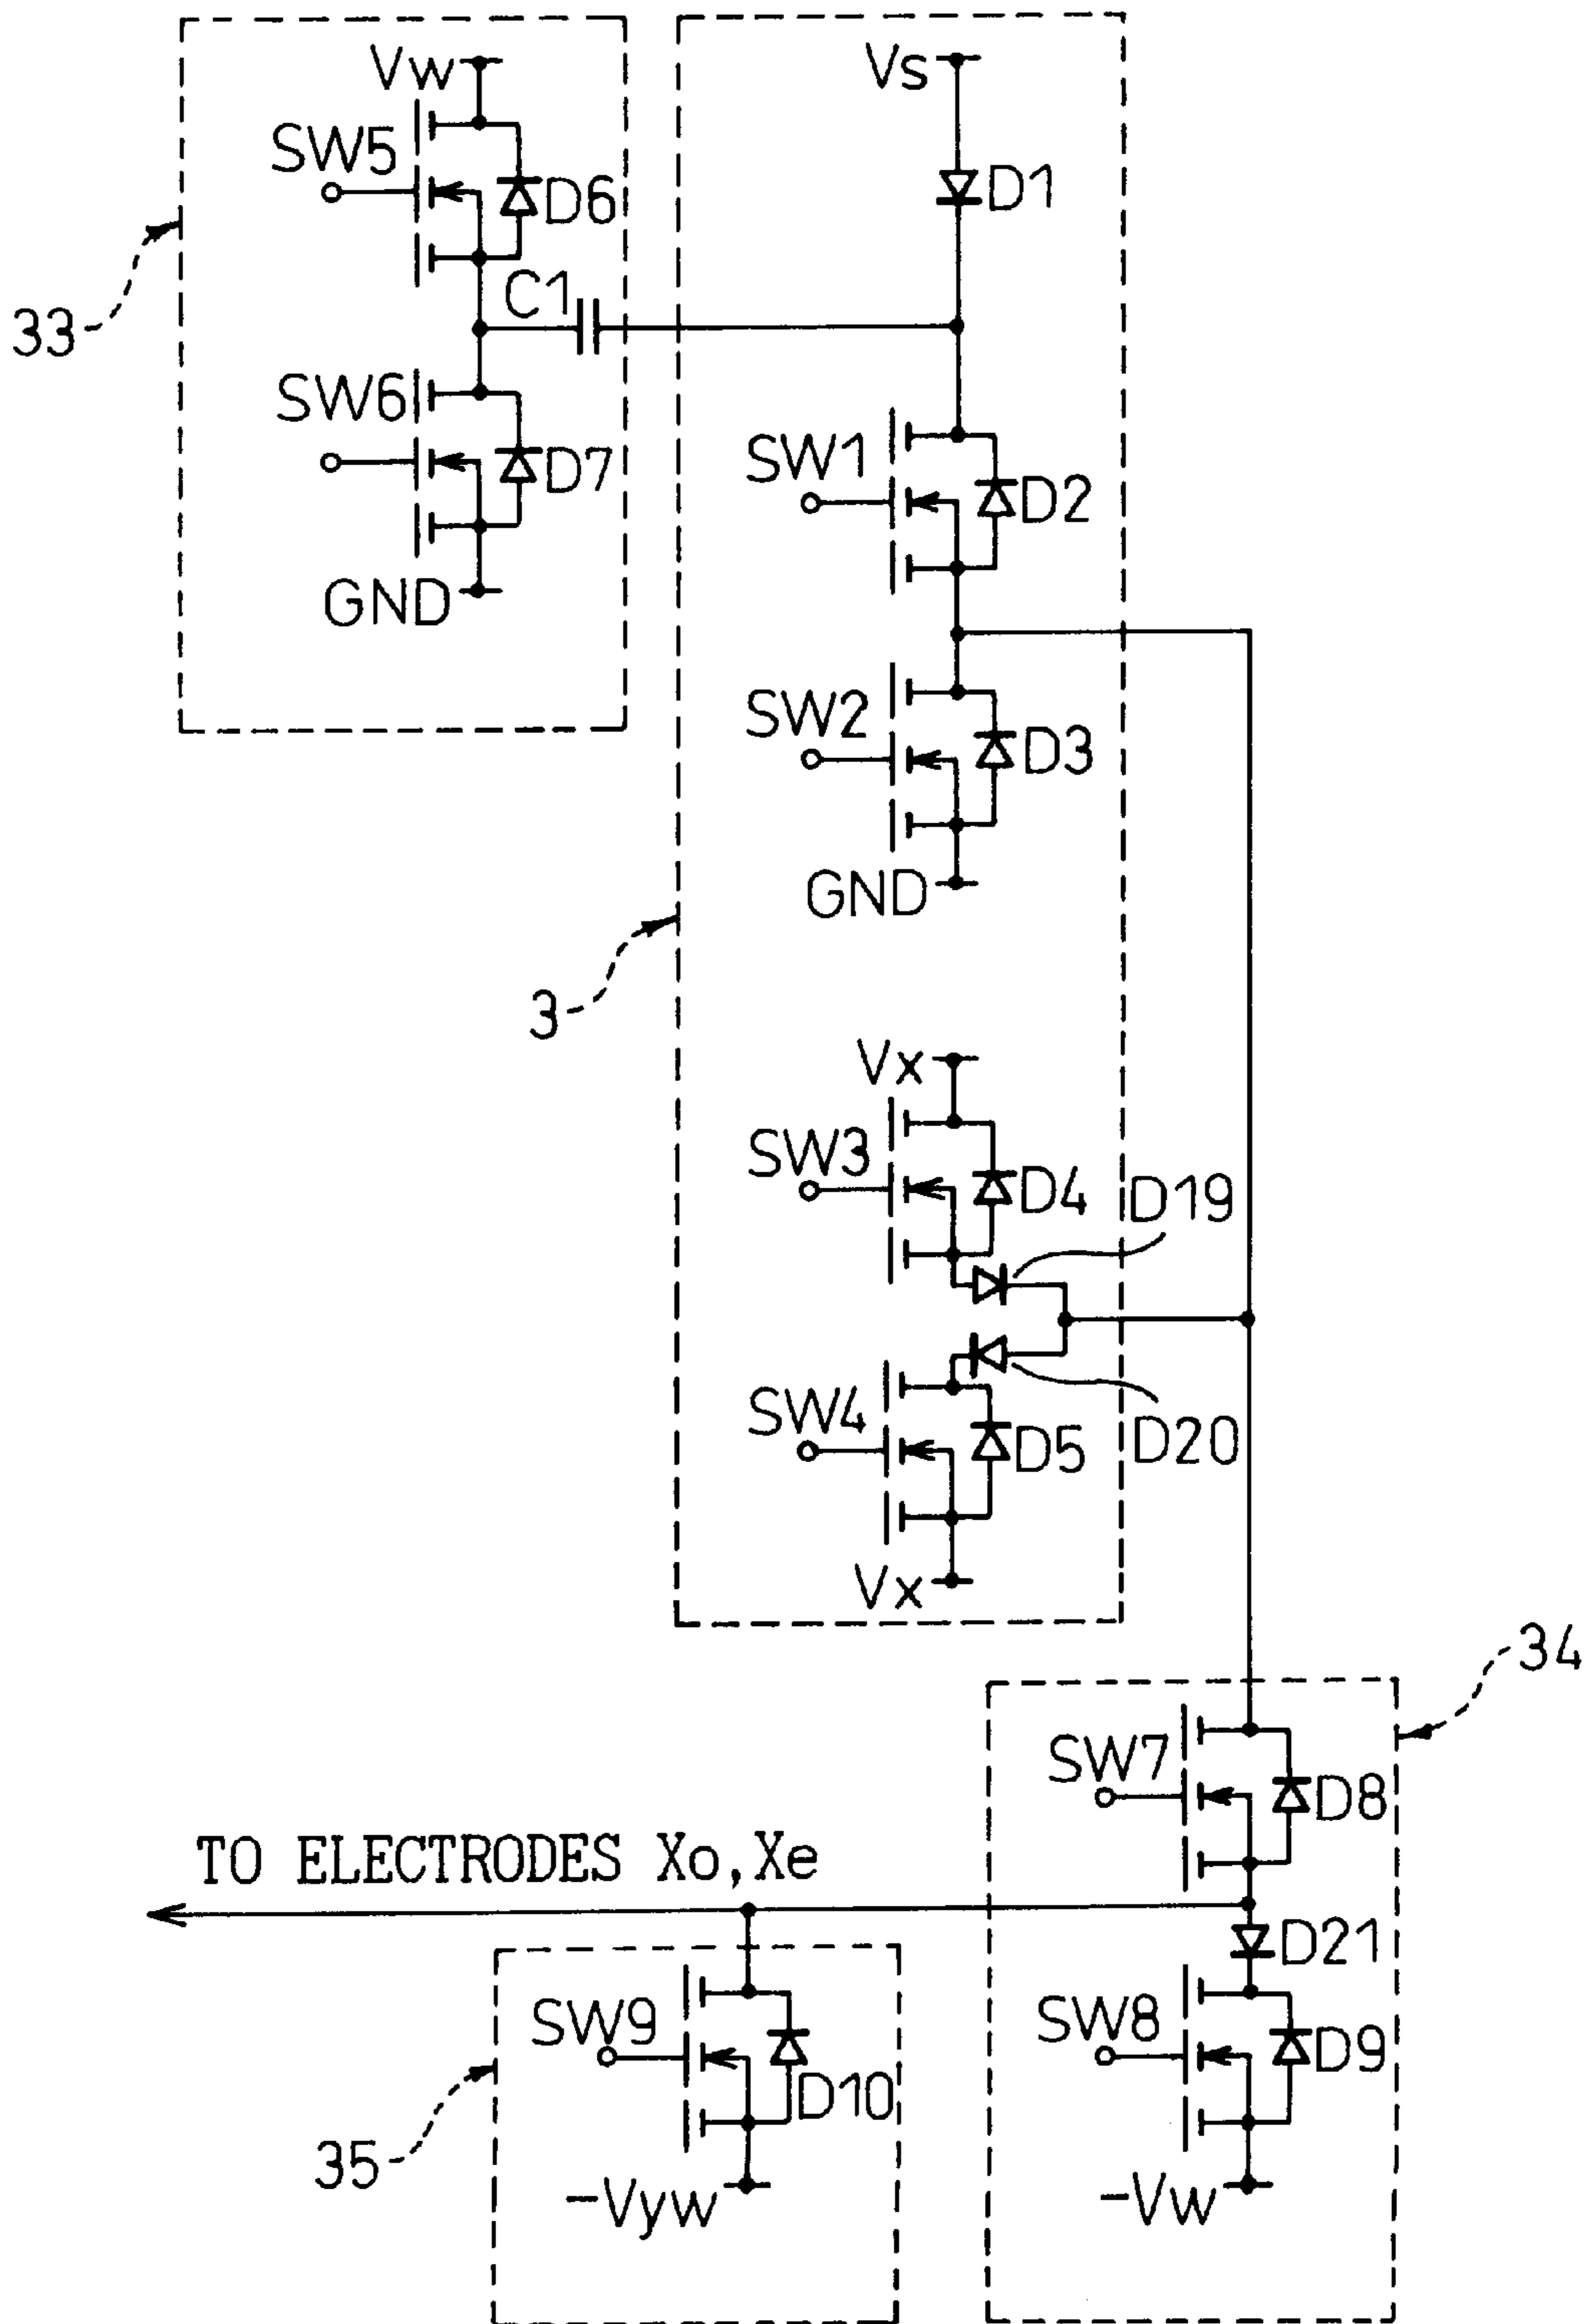 Vw
SW5
D6
33
C1
SW6
D7
GND
Vs
D1
SW1
D2
SW2
D3
GND
3
Vx
SW3
D4
D19
SW4
D5
D20
Vx
34
SW7
D8
TO ELECTRODES Xo,Xe
D21
SW9
D10
35
-Vyw
SW8
D9
-Vw